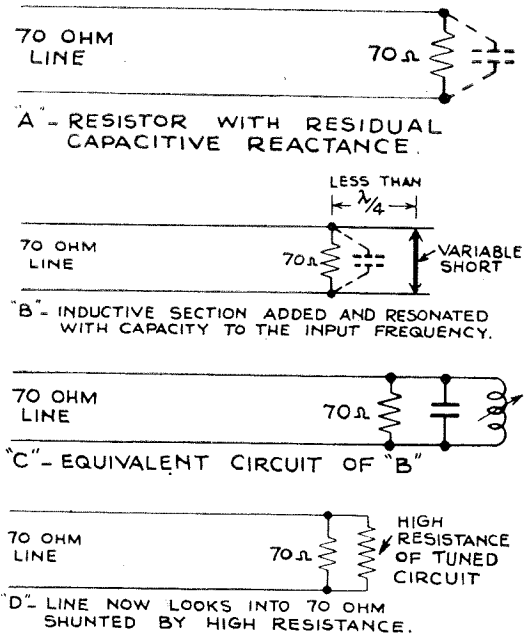 70 OHM
LINE
70Ω
"A"- RESISTOR WITH RESIDUAL
CAPACITIVE REACTANCE.
LESS THAN
λ/4
70 OHM
LINE
70Ω
VARIABLE
SHORT
"B"- INDUCTIVE SECTION ADDED AND RESONATED
WITH CAPACITY TO THE INPUT FREQUENCY.
70 OHM
LINE
70Ω
"C"- EQUIVALENT CIRCUIT OF "B"
70 OHM
LINE
70Ω
HIGH
RESISTANCE
OF TUNED
CIRCUIT
"D"- LINE NOW LOOKS INTO 70 OHM
SHUNTED BY HIGH RESISTANCE.